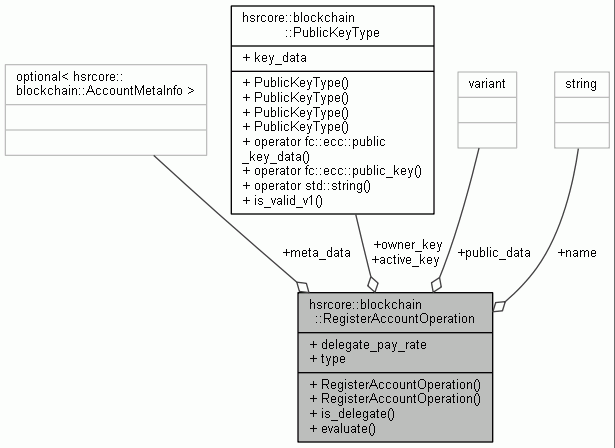 hsrcore::blockchain
::PublicKeyType
+ key_data
+ PublicKeyType()
+ PublicKeyType()
+ PublicKeyType()
+ PublicKeyType()
+ operator fc::ecc::public
_key_data()
+ operator fc::ecc::public_key()
+ operator std::string()
+ is_valid_v1()
optional< hsrcore::
blockchain::AccountMetaInfo >
variant
string
+meta_data
+owner_key
+active_key
+public_data
+name
hsrcore::blockchain
::RegisterAccountOperation
+ delegate_pay_rate
+ type
+ RegisterAccountOperation()
+ RegisterAccountOperation()
+ is_delegate()
+ evaluate()